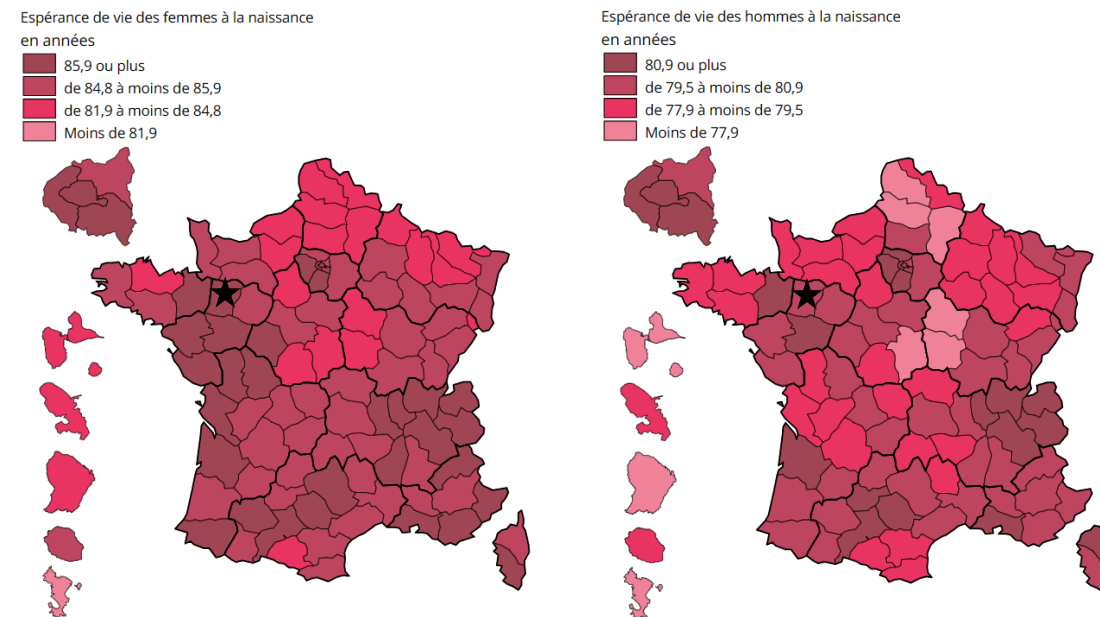 Espérance de vie des femmes à la naissance
en années
85,9 ou plus
de 84,8 à moins de 85,9
de 81,9 à moins de 84,8
Moins de 81,9
Espérance de vie des hommes à la naissance
en années
80,9 ou plus
de 79,5 à moins de 80,9
de 77,9 à moins de 79,5
Moins de 77,9